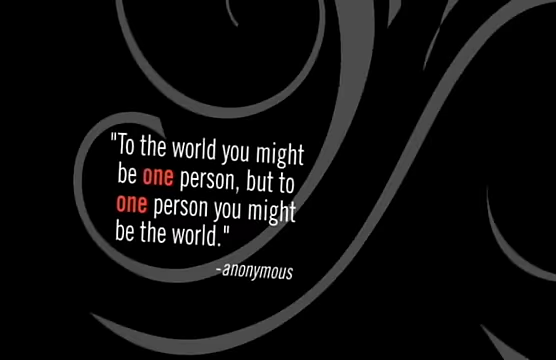 "To the world you might
be one person, but to
one person you might
be the world."
-anonymous